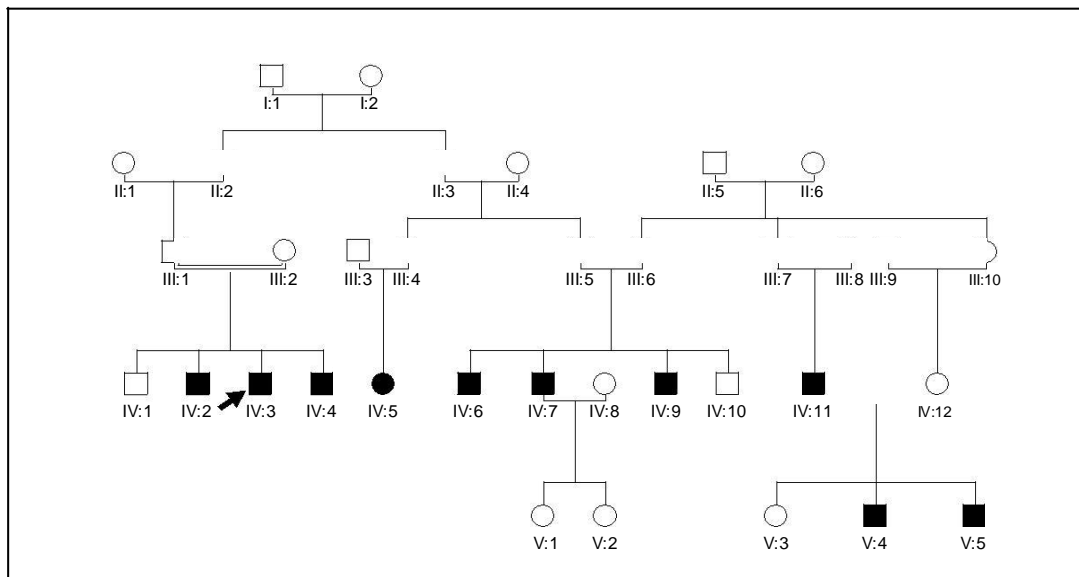 I:1 I:2
II:1 II:2 II:3 II:4 II:5 II:6
III:1 III:2 III:3 III:4 III:5 III:6 III:7 III:8 III:9 III:10
IV:1 IV:2 IV:3 IV:4 IV:5 IV:6 IV:7 IV:8 IV:9 IV:10 IV:11 IV:12
V:1 V:2 V:3 V:4 V:5